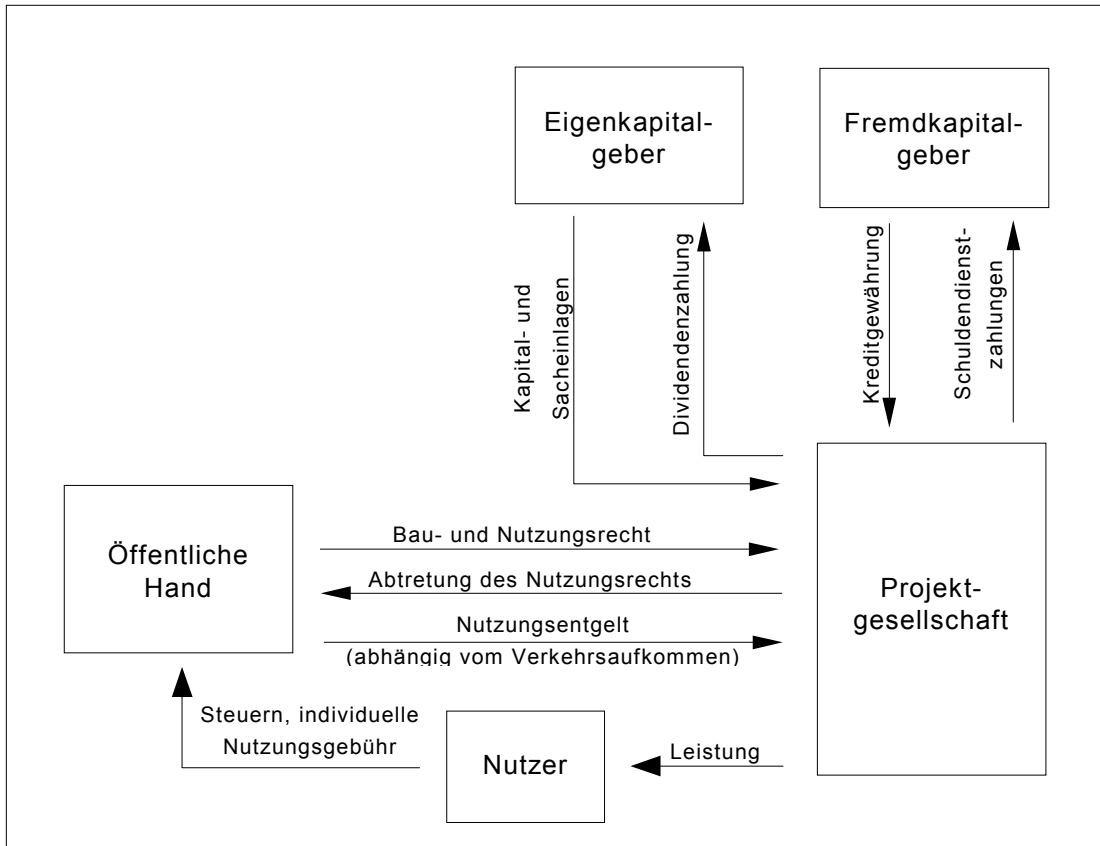 Eigenkapital-
geber
Fremdkapital-
geber
Kapital- und
Sacheinlagen
Dividendenzahlung
Kreditgewährung
Schuldendienst-
zahlungen
Öffentliche
Hand
Bau- und Nutzungsrecht
Abtretung des Nutzungsrechts
Nutzungsentgelt
(abhängig vom Verkehrsaufkommen)
Projekt-
gesellschaft
Steuern, individuelle
Nutzungsgebühr
Nutzer
Leistung